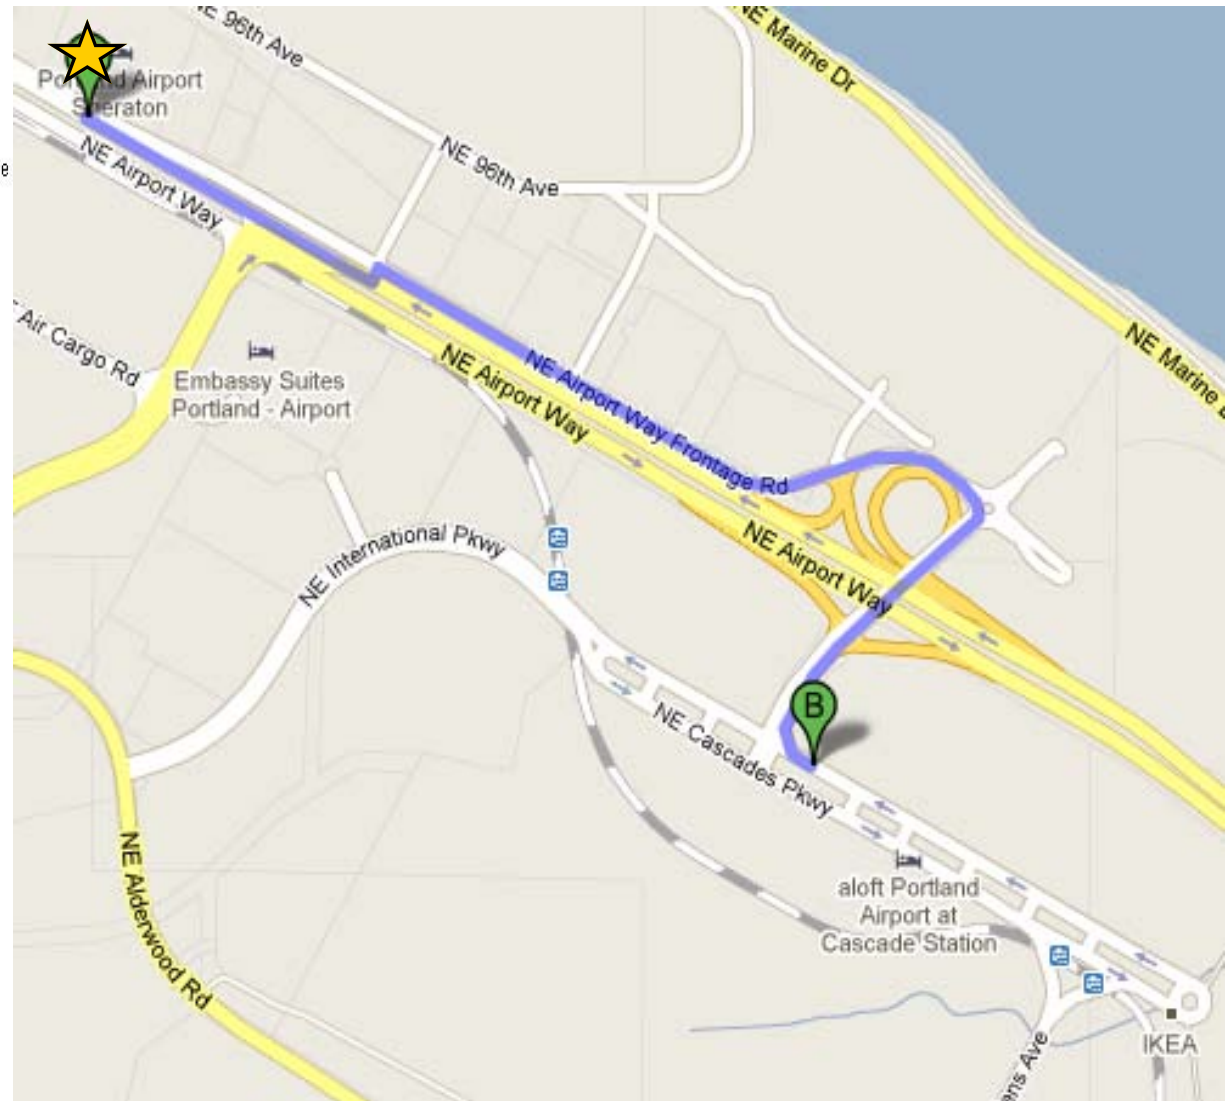 NE 96th Ave
NE Marine Dr
Airport
Sheraton
e
NE Airport Way
NE 96th Ave
Air Cargo Rd
Embassy Suites
Portland - Airport
NE Airport Way
NE Airport Way Frontage Rd
NE Marine
NE International Pkwy
NE Airport Way
B
NE Cascades Pkwy
NE Alderwood Rd
aloft Portland
Airport at
Cascade Station
IKEA
ens Ave